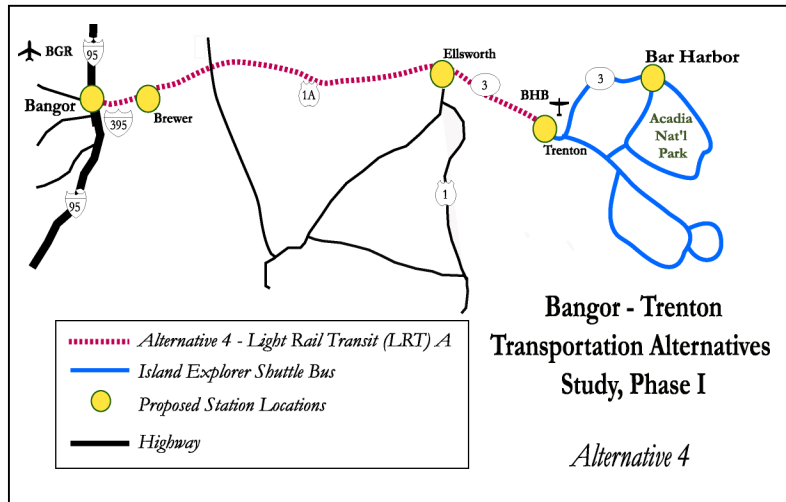 95
BGR
Bangor
395
Brewer
95
1A
Ellsworth
3
BHB
Trenton
3
Bar Harbor
Acadia
Nat'l
Park
1
Alternative 4 - Light Rail Transit (LRT) A
Island Explorer Shuttle Bus
Proposed Station Locations
Highway
Bangor - Trenton
Transportation Alternatives
Study, Phase I
Alternative 4